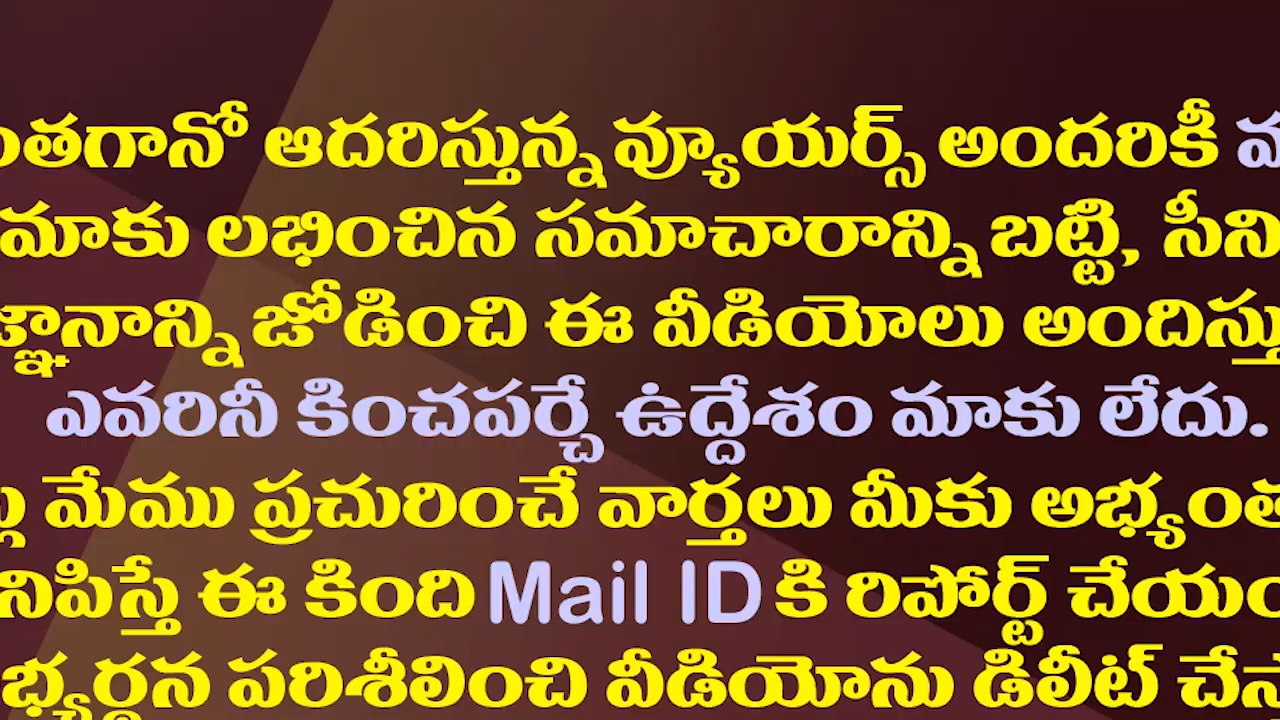 ంతగానో ఆదరిస్తున్న వ్యూయర్స్ అందరికీ
మాకు లభించిన సమాచారాన్ని బట్టి, సీని
జ్ఞానాన్ని జోడించి ఈ వీడియోలు అందిస్తు
ఎవరినీ కించపర్చే ఉద్దేశం మాకు లేదు.
మేము ప్రచురించే వార్తలు మీకు అభ్యంత
నిపిస్తే ఈ కింది Mail ID కి రిపోర్ట్ చేయం
భ్యర్థన పరిశీలించి వీడియోను డిలీట్ చేస